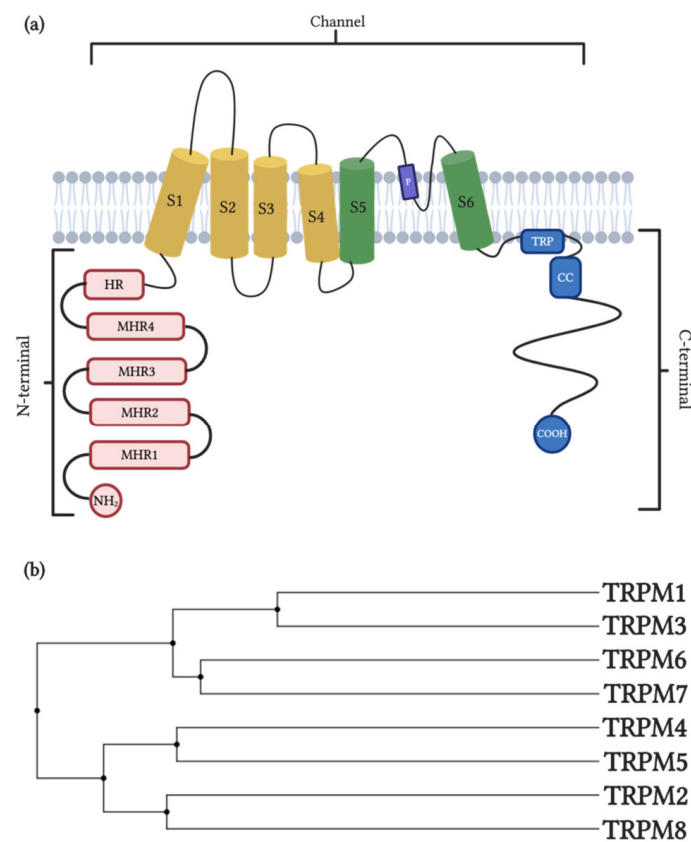 (a)
Channel
S1
S2
S3
S4
S5
P
S6
TRP
CC
COOH
HR
MHR4
MHR3
MHR2
MHR1
NH₂
N-terminal
C-terminal
(b)
TRPM1
TRPM3
TRPM6
TRPM7
TRPM4
TRPM5
TRPM2
TRPM8